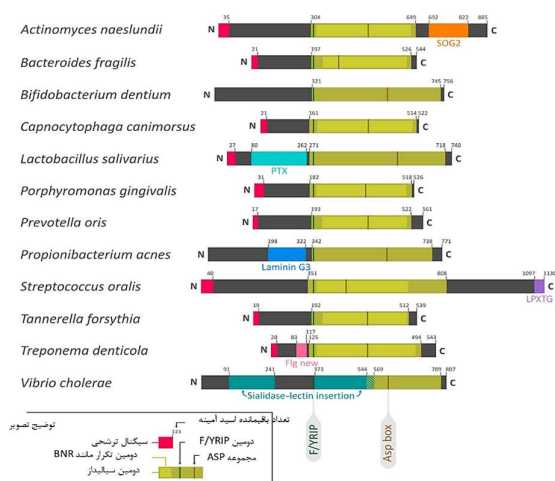 35 304 649 692 822 885
Actinomyces naeslundii N C
SOG2
21 197 526 544
Bacteroides fragilis N C
321 745 756
Bifidobacterium dentium N C
21 161 514 522
Capnocytophaga canimorsus N C
27 80 262 271 718 740
Lactobacillus salivarius N C
PTX
31 182 518 526
Porphyromonas gingivalis N C
17 193 522 561
Prevotella oris N C
198 322 342 738 771
Propionibacterium acnes N C
Laminin G3
40 351 808 1097 1130
Streptococcus oralis N C
LPXTG
19 192 512 539
Tannerella forsythia N C
117
20 83 125 494 543
Treponema denticola N C
Flg new
91 241 373 544 569 789 807
Vibrio cholerae N C
Sialidase-lectin insertion
F/YRIP
Asp box
توضیح تصویر
تعداد باقیمانده اسید آمینه
123
سیگنال ترشحی
دومین F/YRIP
دومین تکرار مانند BNR
مجموعه ASP
دومین سیالیداز